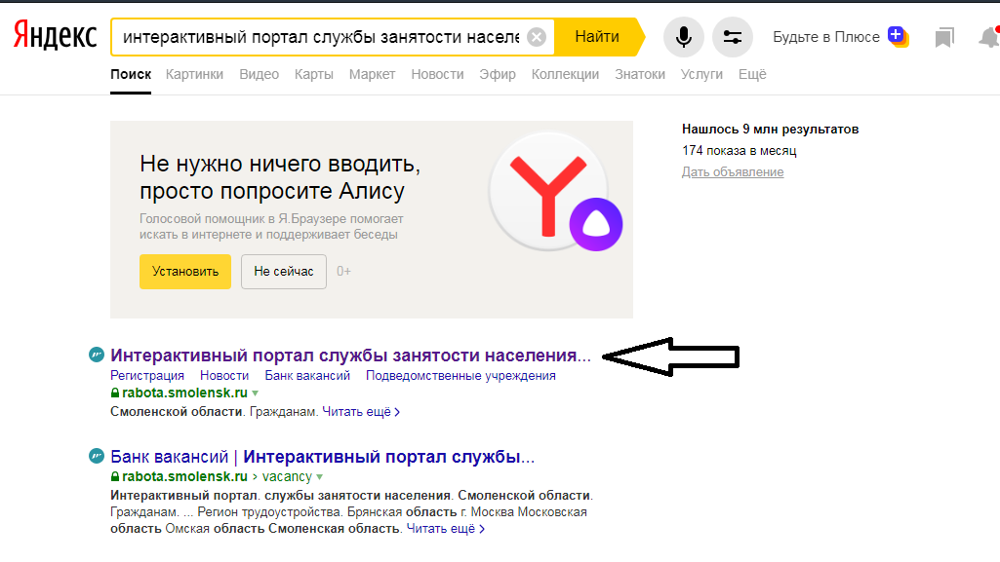 Яндекс
интерактивный портал службы занятости населе
Найти
Будьте в Плюсе
Поиск Картинки Видео Карты Маркет Новости Эфир Коллекции Знатоки Услуги Ещё
Не нужно ничего вводить,
просто попросите Алису
Голосовой помощник в Я.Браузере помогает
искать в интернете и поддерживает беседы
Установить Не сейчас 0+
Нашлось 9 млн результатов
174 показа в месяц
Дать объявление
Интерактивный портал службы занятости населения...
Регистрация Новости Банк вакансий Подведомственные учреждения
rabota.smolensk.ru
Смоленской области. Гражданам. Читать ещё >
Банк вакансий | Интерактивный портал службы...
rabota.smolensk.ru › vacancy
Интерактивный портал. службы занятости населения. Смоленской области.
Гражданам. ... Регион трудоустройства. Брянская область г. Москва Московская
область Омская область Смоленская область. Читать ещё >